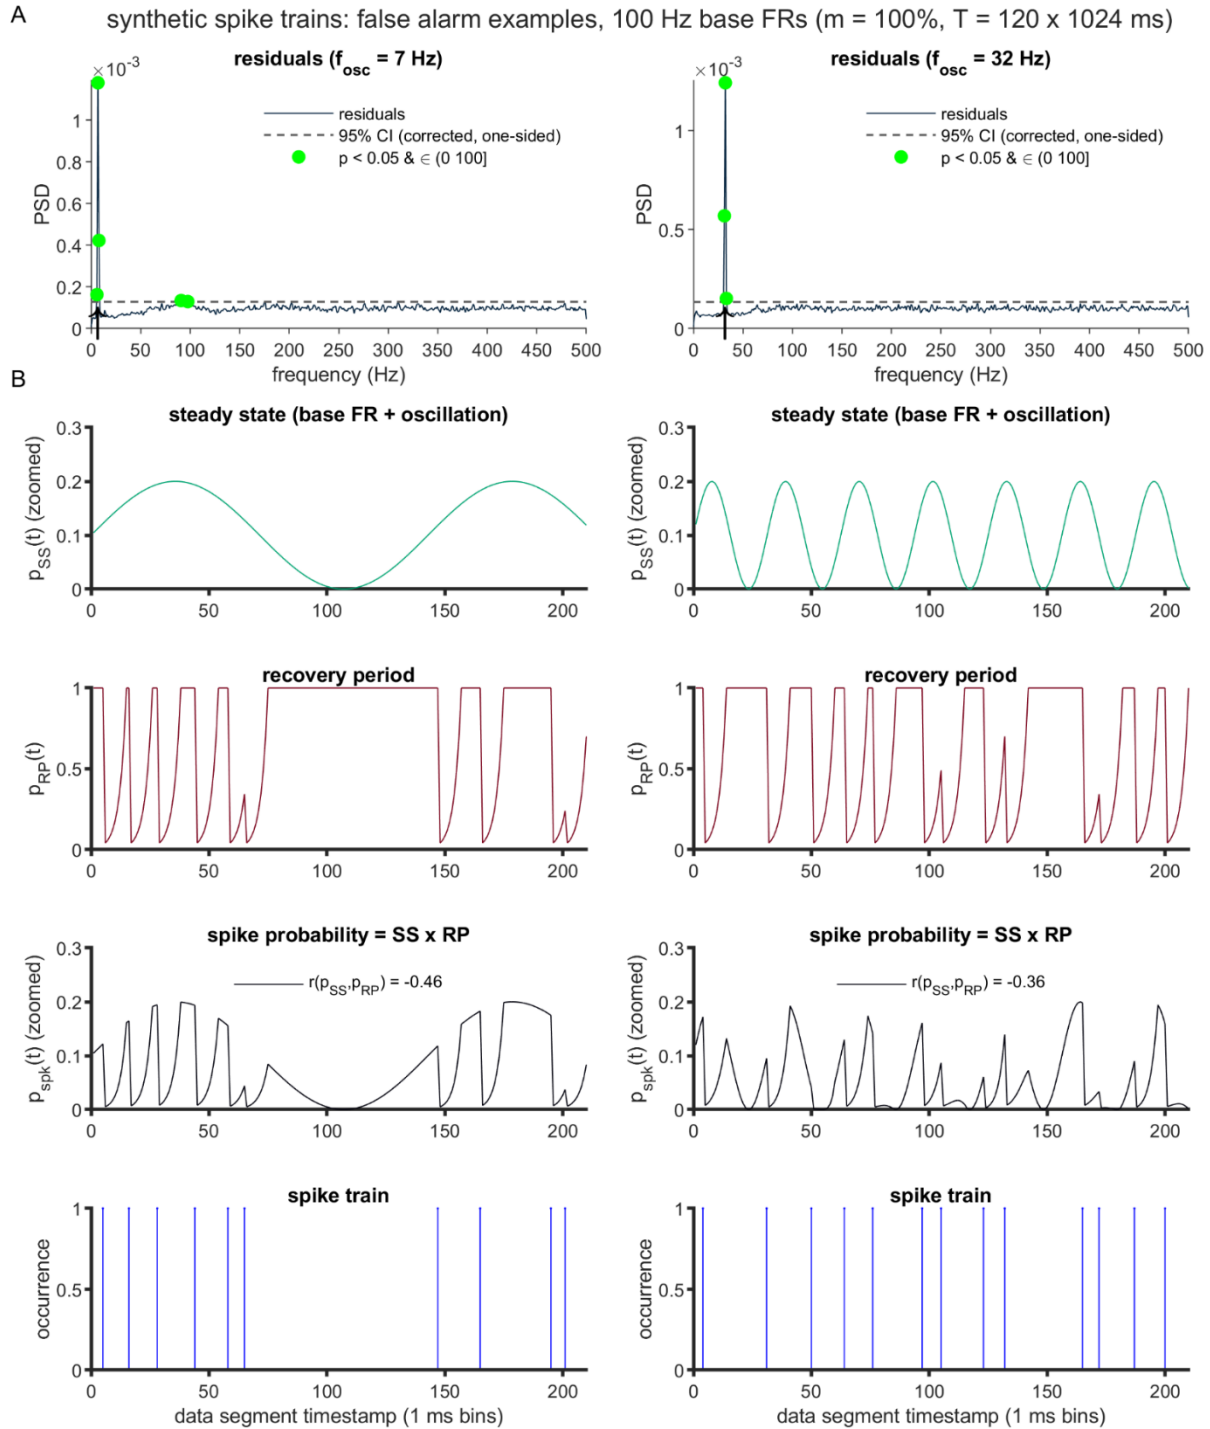 A
synthetic spike trains: false alarm examples, 100 Hz base FRs (m = 100%, T = 120 x 1024 ms)
residuals (fosc = 7 Hz)
×10-3
1
0.8
0.6
0.4
0.2
0
PSD
residuals
95% CI (corrected, one-sided)
p < 0.05 & ∈ (0 100]
0 50 100 150 200 250 300 350 400 450 500
frequency (Hz)
residuals (fosc = 32 Hz)
×10-3
1
0.5
0
PSD
residuals
95% CI (corrected, one-sided)
p < 0.05 & ∈ (0 100]
0 50 100 150 200 250 300 350 400 450 500
frequency (Hz)
B
steady state (base FR + oscillation)
0.3
0.2
0.1
0
pSS(t) (zoomed)
0 50 100 150 200
steady state (base FR + oscillation)
0.3
0.2
0.1
0
pSS(t) (zoomed)
0 50 100 150 200
recovery period
1
0.5
0
pRP(t)
0 50 100 150 200
recovery period
1
0.5
0
pRP(t)
0 50 100 150 200
spike probability = SS x RP
0.3
0.2
0.1
0
pspk(t) (zoomed)
r(pSS,pRP) = -0.46
0 50 100 150 200
spike probability = SS x RP
0.3
0.2
0.1
0
pspk(t) (zoomed)
r(pSS,pRP) = -0.36
0 50 100 150 200
spike train
1
0.5
0
occurrence
0 50 100 150 200
data segment timestamp (1 ms bins)
spike train
1
0.5
0
occurrence
0 50 100 150 200
data segment timestamp (1 ms bins)